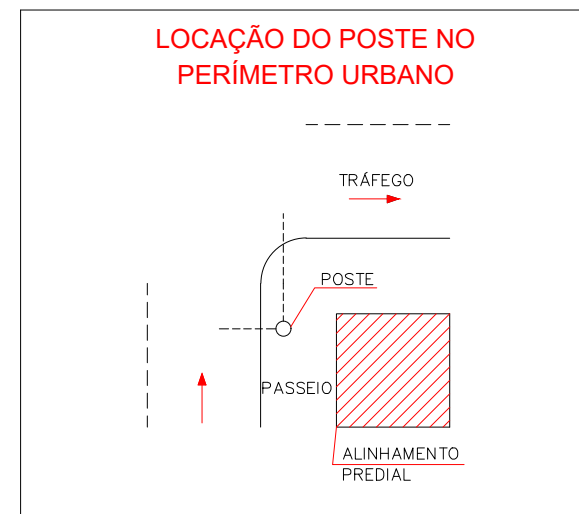 LOCAÇÃO DO POSTE NO
PERÍMETRO URBANO
TRÁFEGO
POSTE
PASSEIO
ALINHAMENTO
PREDIAL